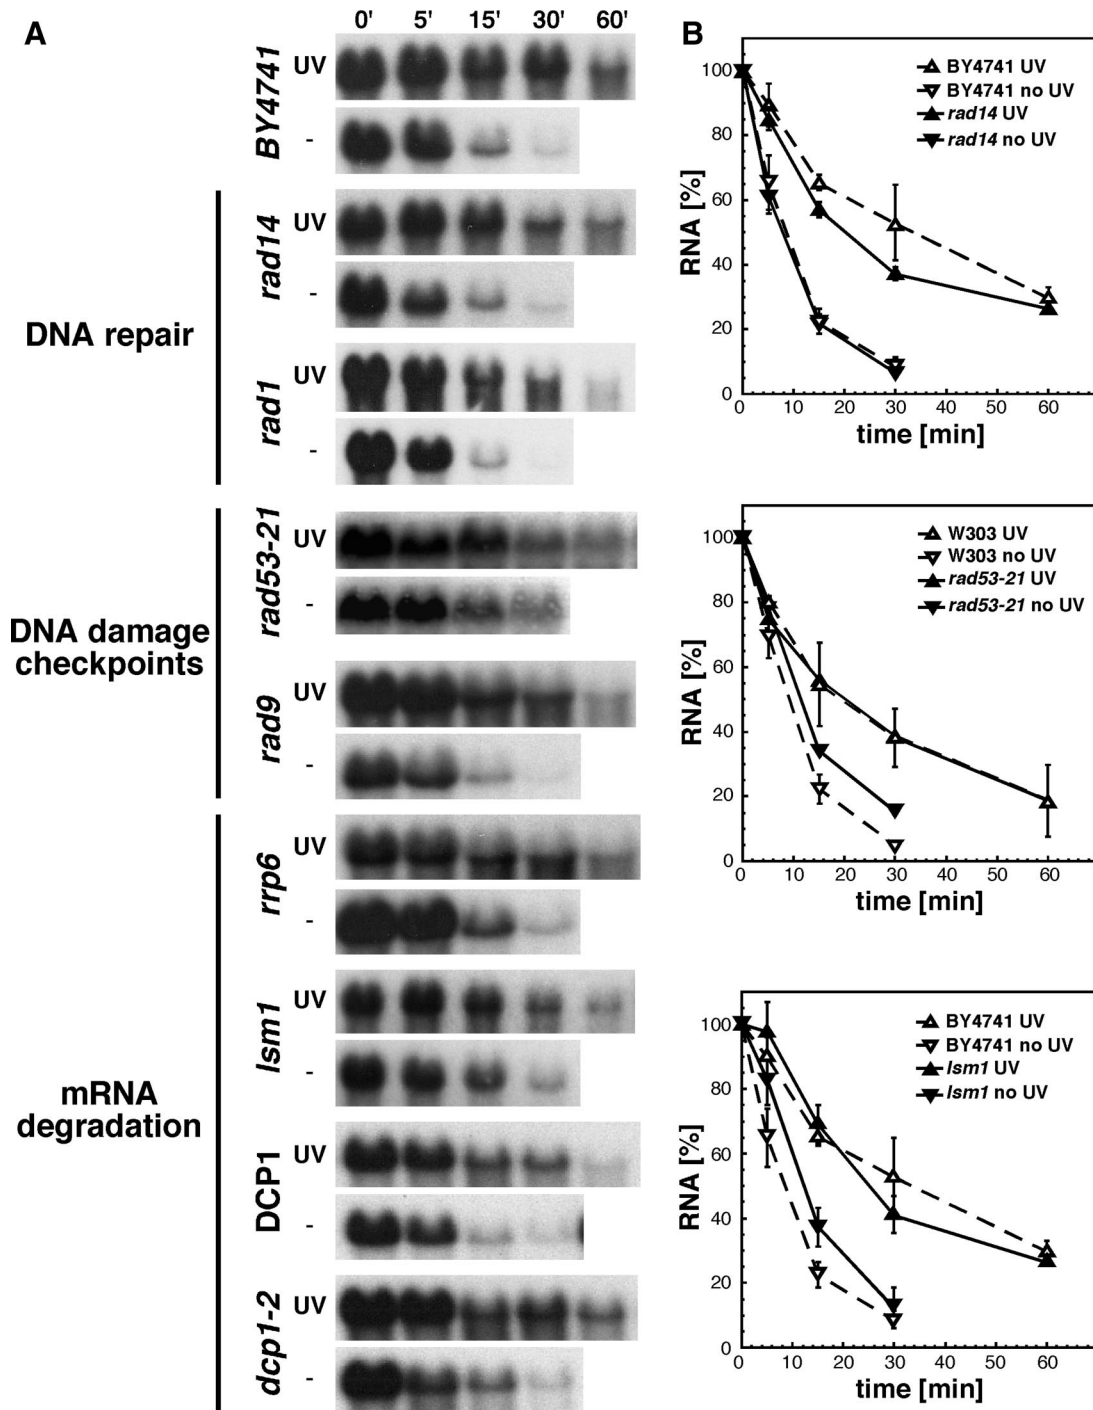 A
0' 5' 15' 30' 60'
BY4741
UV
-
DNA repair
rad14
UV
-
rad1
UV
-
DNA damage
checkpoints
rad53-21
UV
-
rad9
UV
-
mRNA
degradation
rrp6
UV
-
lsm1
UV
-
DCP1
UV
-
dcp1-2
UV
-
B
BY4741 UV
BY4741 no UV
rad14 UV
rad14 no UV
RNA [%]
100
80
60
40
20
0
0 10 20 30 40 50 60
time [min]
W303 UV
W303 no UV
rad53-21 UV
rad53-21 no UV
RNA [%]
100
80
60
40
20
0
0 10 20 30 40 50 60
time [min]
BY4741 UV
BY4741 no UV
lsm1 UV
lsm1 no UV
RNA [%]
100
80
60
40
20
0
0 10 20 30 40 50 60
time [min]